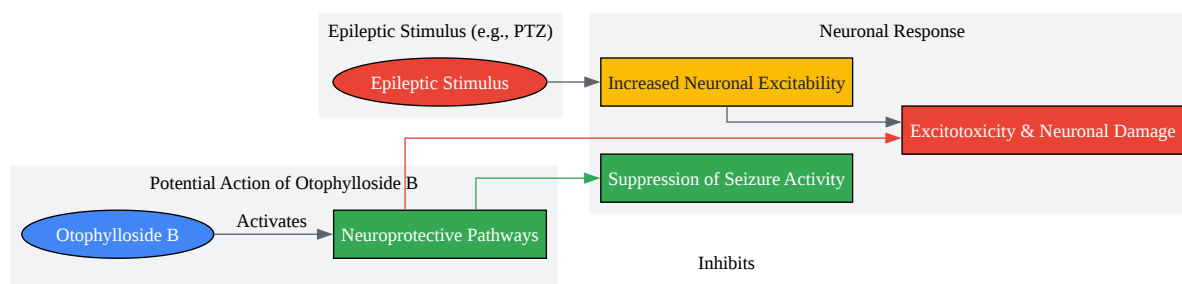 Epileptic Stimulus (e.g., PTZ)
Neuronal Response
Epileptic Stimulus
Increased Neuronal Excitability
Excitotoxicity & Neuronal Damage
Suppression of Seizure Activity
Potential Action of Otophylloside B
Otophylloside B
Activates
Neuroprotective Pathways
Inhibits